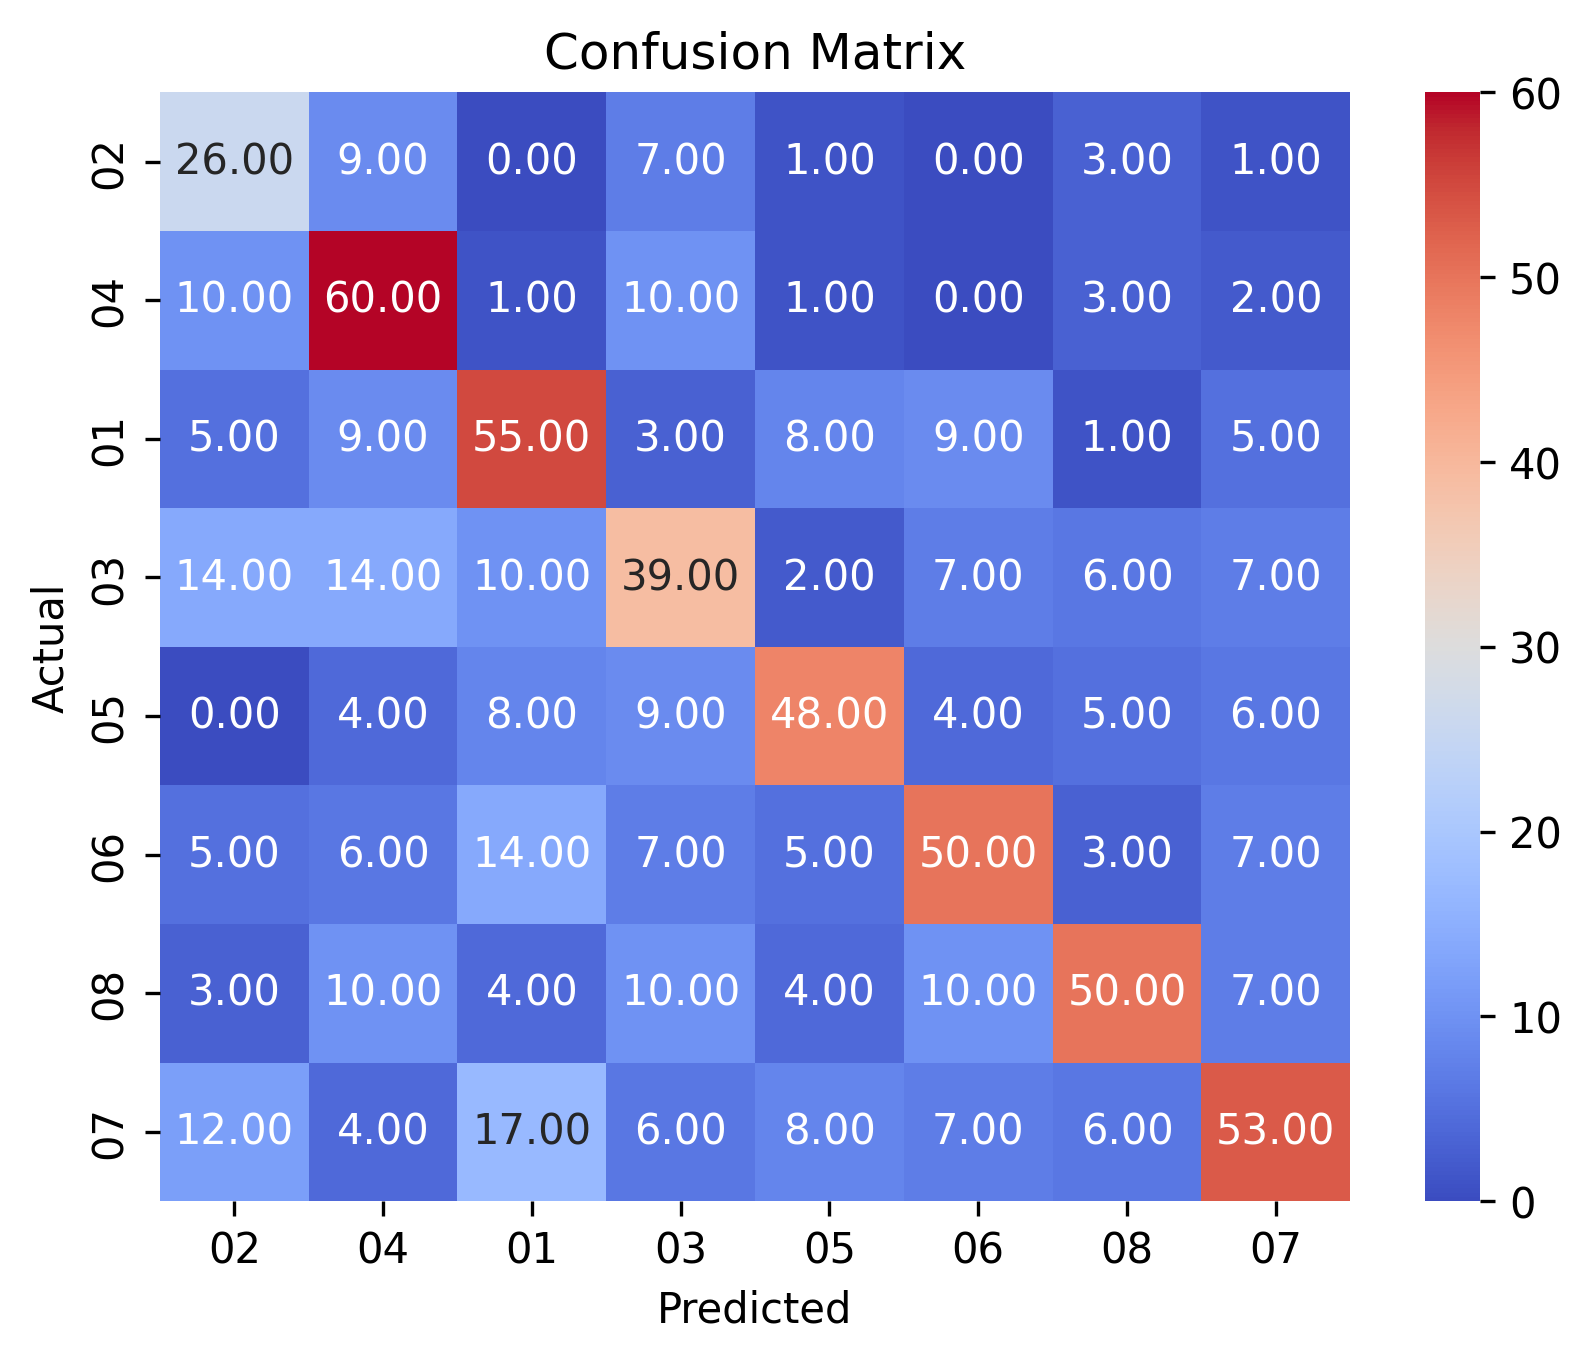 Confusion Matrix
02 26.00 9.00 0.00 7.00 1.00 0.00 3.00 1.00
04 10.00 60.00 1.00 10.00 1.00 0.00 3.00 2.00
01 5.00 9.00 55.00 3.00 8.00 9.00 1.00 5.00
03 14.00 14.00 10.00 39.00 2.00 7.00 6.00 7.00
05 0.00 4.00 8.00 9.00 48.00 4.00 5.00 6.00
06 5.00 6.00 14.00 7.00 5.00 50.00 3.00 7.00
08 3.00 10.00 4.00 10.00 4.00 10.00 50.00 7.00
07 12.00 4.00 17.00 6.00 8.00 7.00 6.00 53.00
02 04 01 03 05 06 08 07
Predicted
Actual
60
50
40
30
20
10
0